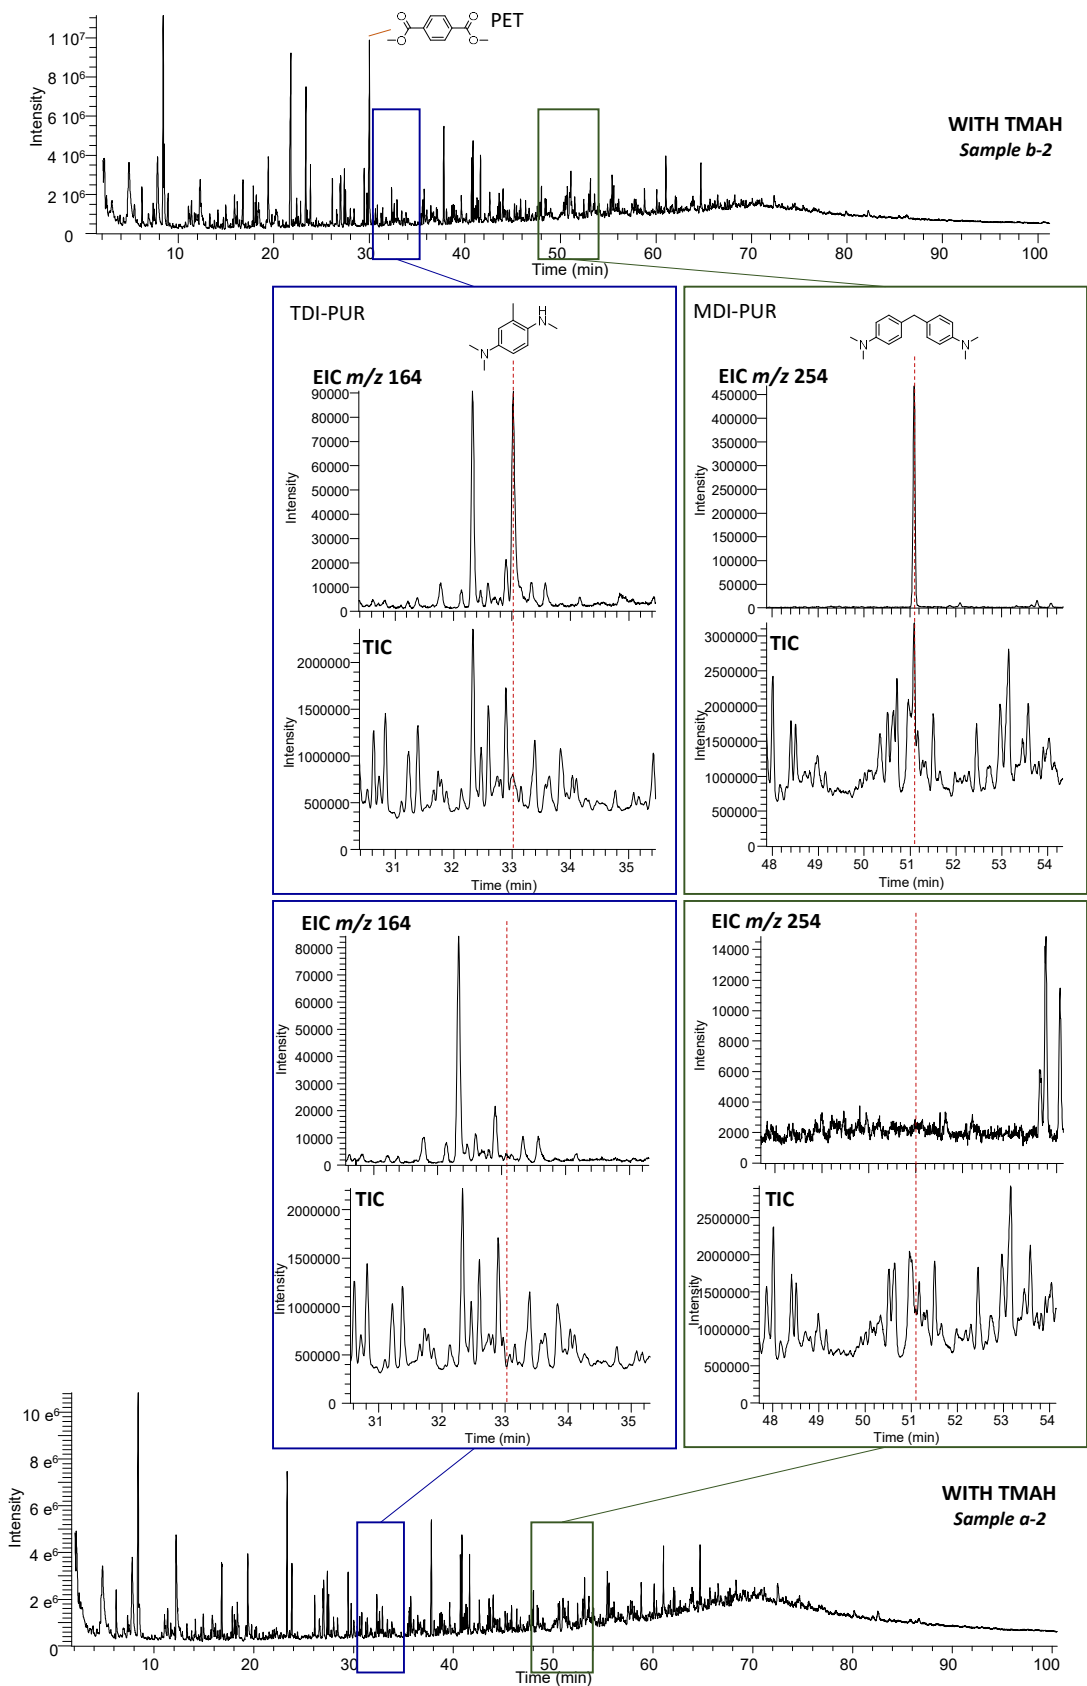 PET
1 10⁷
8 10⁶
6 10⁶
4 10⁶
2 10⁶
0
Intensity
10 20 30 40 50 60 70 80 90 100
Time (min)
WITH TMAH
Sample b-2
TDI-PUR
H
N
N
EIC m/z 164
90000
80000
70000
60000
50000
40000
30000
20000
10000
0
Intensity
TIC
2000000
1500000
1000000
500000
0
Intensity
31 32 33 34 35
Time (min)
MDI-PUR
N N
EIC m/z 254
450000
400000
350000
300000
250000
200000
150000
100000
50000
0
Intensity
TIC
3000000
2500000
2000000
1500000
1000000
500000
0
Intensity
48 49 50 51 52 53 54
Time (min)
EIC m/z 164
80000
70000
60000
50000
40000
30000
20000
10000
0
Intensity
TIC
2000000
1500000
1000000
500000
0
Intensity
31 32 33 34 35
Time (min)
EIC m/z 254
14000
12000
10000
8000
6000
4000
2000
0
Intensity
TIC
2500000
2000000
1500000
1000000
500000
0
Intensity
48 49 50 51 52 53 54
Time (min)
10 e⁶
8 e⁶
6 e⁶
4 e⁶
2 e⁶
0
Intensity
10 20 30 40 50 60 70 80 90 100
Time (min)
WITH TMAH
Sample a-2